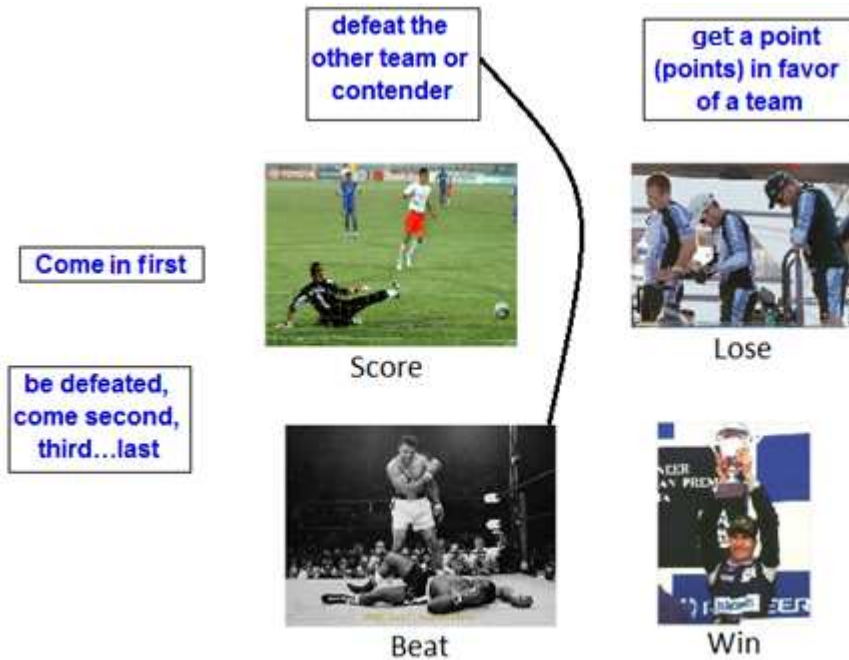 defeat the
other team or
contender
get a point
(points) in favor
of a team
Come in first
Score
Lose
be defeated,
come second,
third...last
Beat
Win